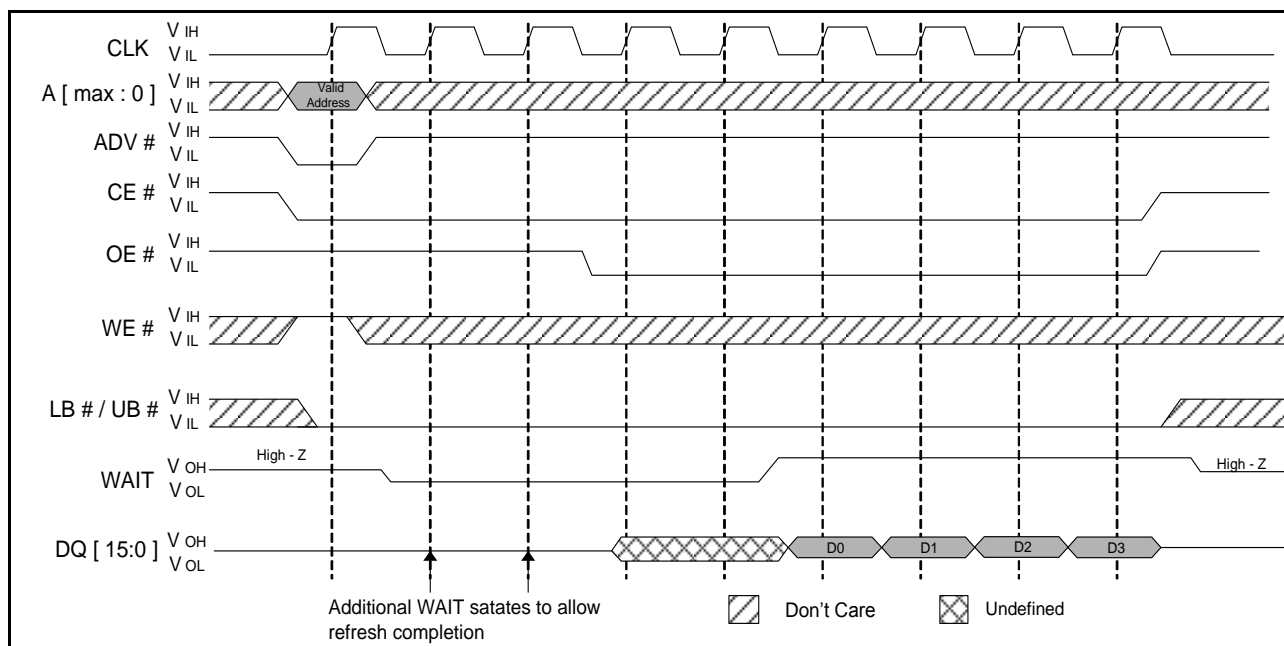 CLK V IH
V IL
A [ max : 0 ] V IH
V IL
Valid
Address
ADV # V IH
V IL
CE # V IH
V IL
OE # V IH
V IL
WE # V IH
V IL
LB # / UB # V IH
V IL
High - Z
WAIT V OH
V OL
High - Z
DQ [ 15:0 ] V OH
V OL
D0 D1 D2 D3
Additional WAIT satates to allow
refresh completion
Don't Care
Undefined